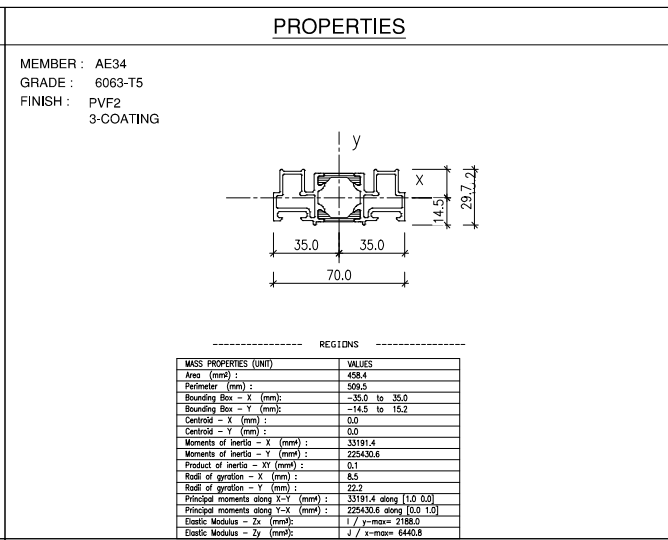 PROPERTIES
MEMBER : AE34
GRADE : 6063-T5
FINISH : PVF2
3-COATING
y
X
14.5
29.7
35.0 35.0
70.0
REGIONS
MASS PROPERTIES (UNIT) VALUES
Area (mm²) : 458.4
Perimeter (mm) : 509.5
Bounding Box - X (mm): -35.0 to 35.0
Bounding Box - Y (mm): -14.5 to 15.2
Centroid - X (mm) : 0.0
Centroid - Y (mm) : 0.0
Moments of inertia - X (mm⁴) : 33191.4
Moments of inertia - Y (mm⁴) : 225430.6
Product of inertia - XY (mm⁴) : 0.1
Radii of gyration - X (mm) : 8.5
Radii of gyration - Y (mm) : 22.2
Principal moments along X-Y (mm⁴) : 33191.4 along [1.0 0.0]
Principal moments along Y-X (mm⁴) : 225430.6 along [0.0 1.0]
Elastic Modulus - Zx (mm³): I / y-max= 2188.0
Elastic Modulus - Zy (mm³): J / x-max= 6440.8